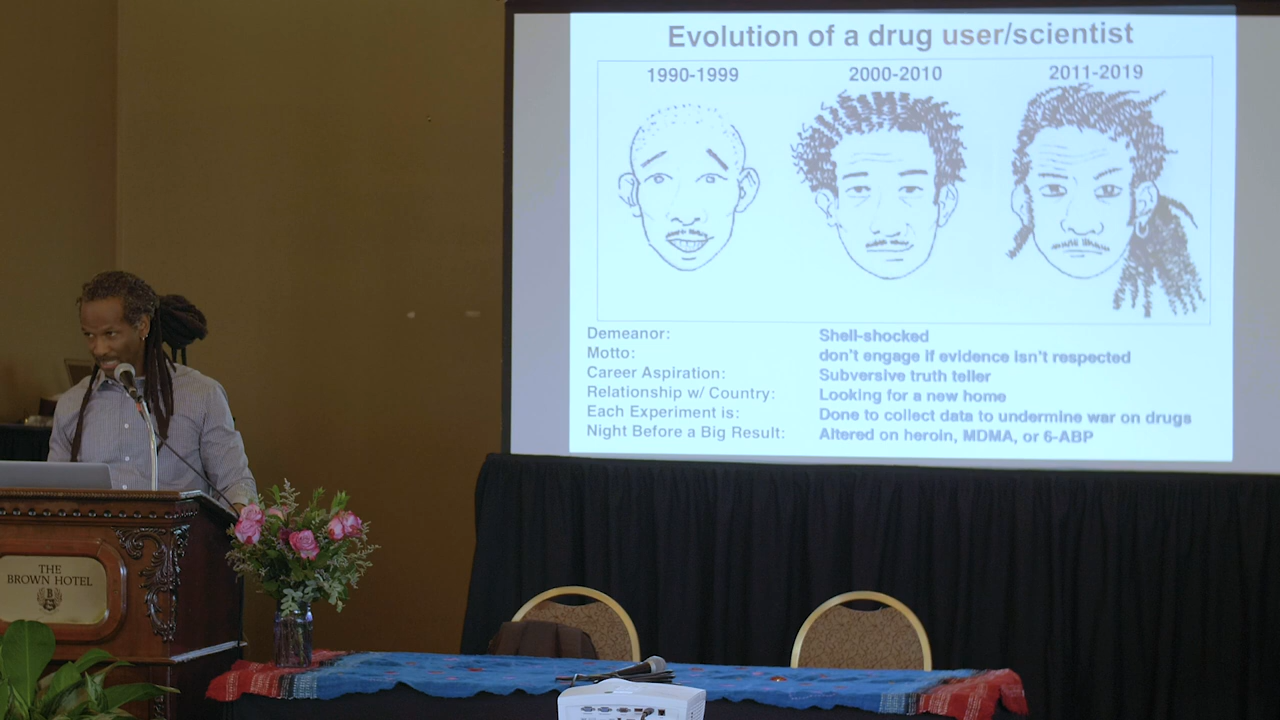 Evolution of a drug user/scientist
1990-1999 2000-2010 2011-2019
Demeanor: Shell-shocked
Motto: don't engage if evidence isn't respected
Career Aspiration: Subversive truth teller
Relationship w/ Country: Looking for a new home
Each Experiment is: Done to collect data to undermine war on drugs
Night Before a Big Result: Altered on heroin, MDMA, or 6-ABP
THE
BROWN HOTEL
B